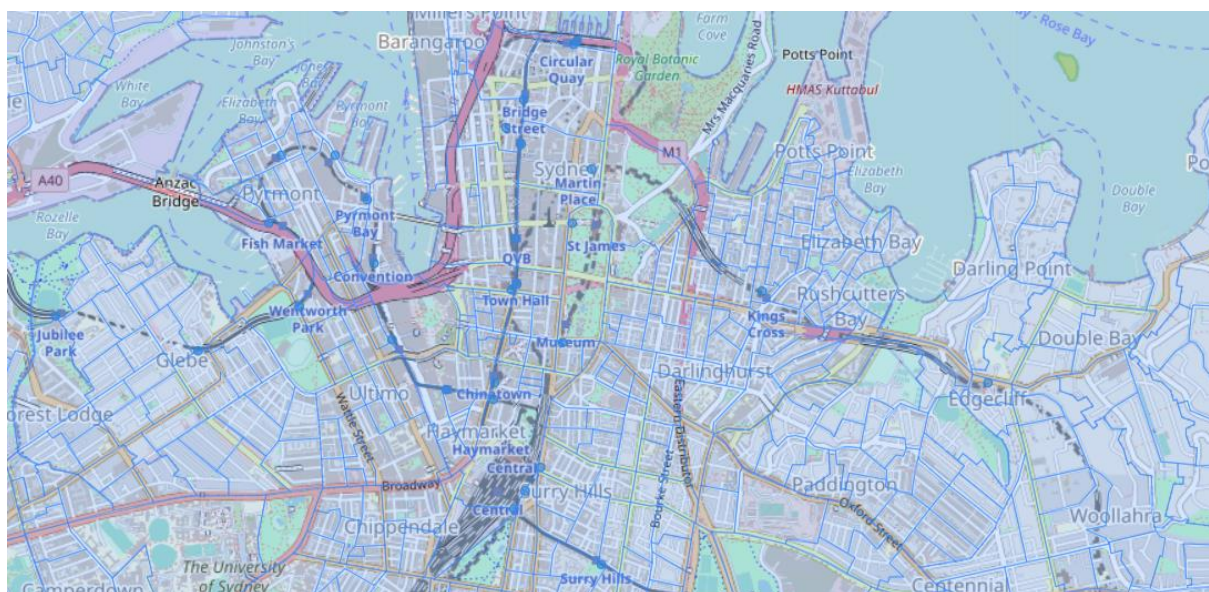 Millers Point
Barangaroo
Johnston's
Bay
White
Bay
Jones
Bay
Elizabeth
Bay
Pyrmont
Bay
Farm
Cove
Royal Botanic
Garden
Mrs Macquaries Road
Potts Point
HMAS Kuttabul
Rose Bay
Circular
Quay
Bridge
Street
Sydney
Martin
Place
M1
Potts Point
Elizabeth
Bay
Double
Bay
A40
Anzac
Bridge
Rozelle
Bay
Pyrmont
Pyrmont
Bay
Fish Market
Convention
St James
QVB
Town Hall
Elizabeth Bay
Darling Point
Rushcutters
Bay
Kings
Cross
Wentworth
Park
Jubilee
Park
Glebe
Museum
Double Bay
Darlinghurst
Edgecliff
Ultimo
Chinatown
Forest Lodge
Wattle Street
Haymarket
Haymarket
Central
Eastern Distributor
Bourke Street
Surry Hills
Broadway
Central
Chippendale
Paddington
Oxford Street
Woollahra
The University
of Sydney
Surry Hills
Camperdown
Centennial